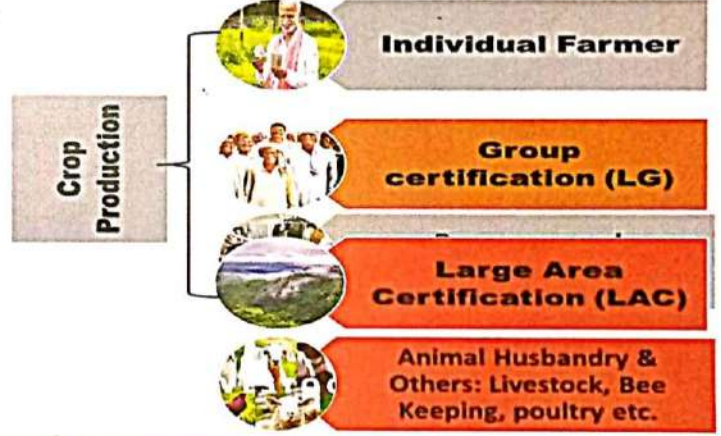 Crop
Production
Individual Farmer
Group
certification (LG)
Large Area
Certification (LAC)
Animal Husbandry &
Others: Livestock, Bee
Keeping, poultry etc.